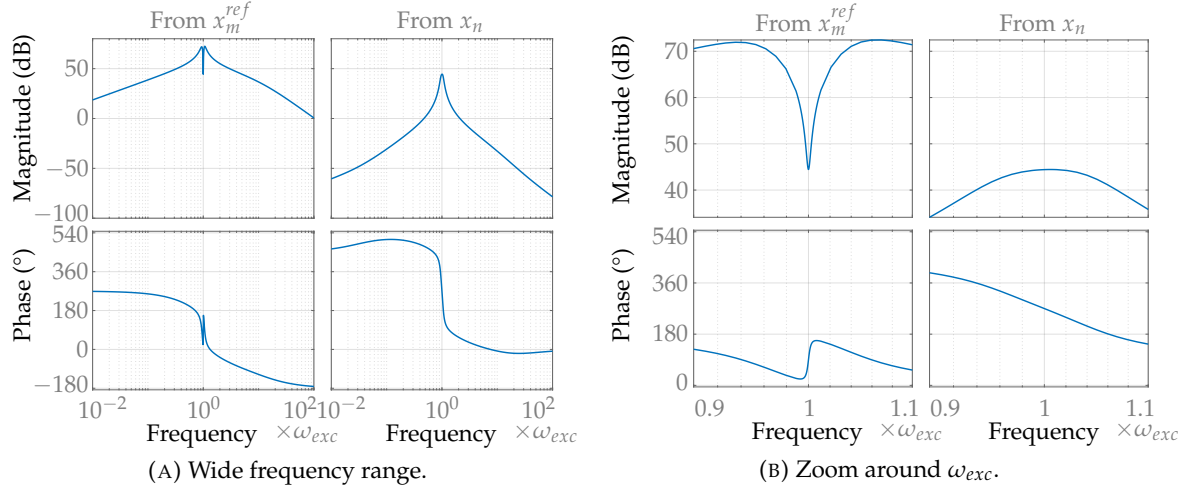 From x_m^{ref}
From x_n
Magnitude (dB)
50
0
−50
−100
Phase (°)
540
360
180
0
−180
10^{−2}
10^0
10^2
10^{−2}
10^0
10^2
Frequency
×ω_{exc}
Frequency
×ω_{exc}
(A) Wide frequency range.
From x_m^{ref}
From x_n
Magnitude (dB)
70
60
50
40
Phase (°)
540
360
180
0
0.9
1
1.1
0.9
1
1.1
Frequency
×ω_{exc}
Frequency
×ω_{exc}
(B) Zoom around ω_{exc}.